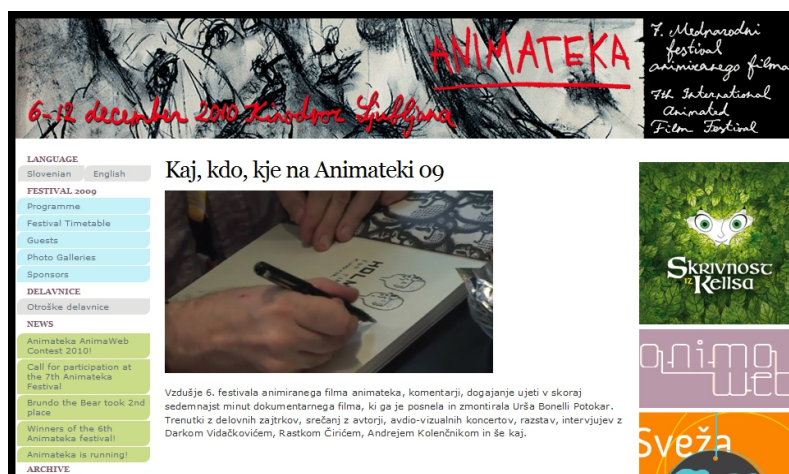 ANIMATEKA
6-12 december 2010 Kinodvor Ljubljana
7. Mednarodni
festival
animiranega filma
7th International
Animated
Film Festival
LANGUAGE
Slovenian English
FESTIVAL 2009
Programme
Festival Timetable
Guests
Photo Galleries
Sponsors
DELAVNICE
Otroške delavnice
NEWS
Animateka AnimaWeb
Contest 2010!
Call for participation at
the 7th Animateka
Festival
Brundo the Bear took 2nd
place
Winners of the 6th
Animateka festival!
Animateka is running!
ARCHIVE
Kaj, kdo, kje na Animateki 09
HOLM
Vzdušje 6. festivala animiranega filma animateka, komentarji, dogajanje ujeti v skoraj
sedemnajst minut dokumentarnega filma, ki ga je posnela in zmontirala Urša Bonelli Potokar.
Trenutki z delovnih zajtrkov, srečanj z avtorji, avdio-vizualnih koncertov, razstav, intervjujev z
Darkom Vidačkovićem, Rastkom Ćirićem, Andrejem Kolenčnikom in še kaj.
SKRIVNOST
IZ
KELLSA
anima
web
Sveža